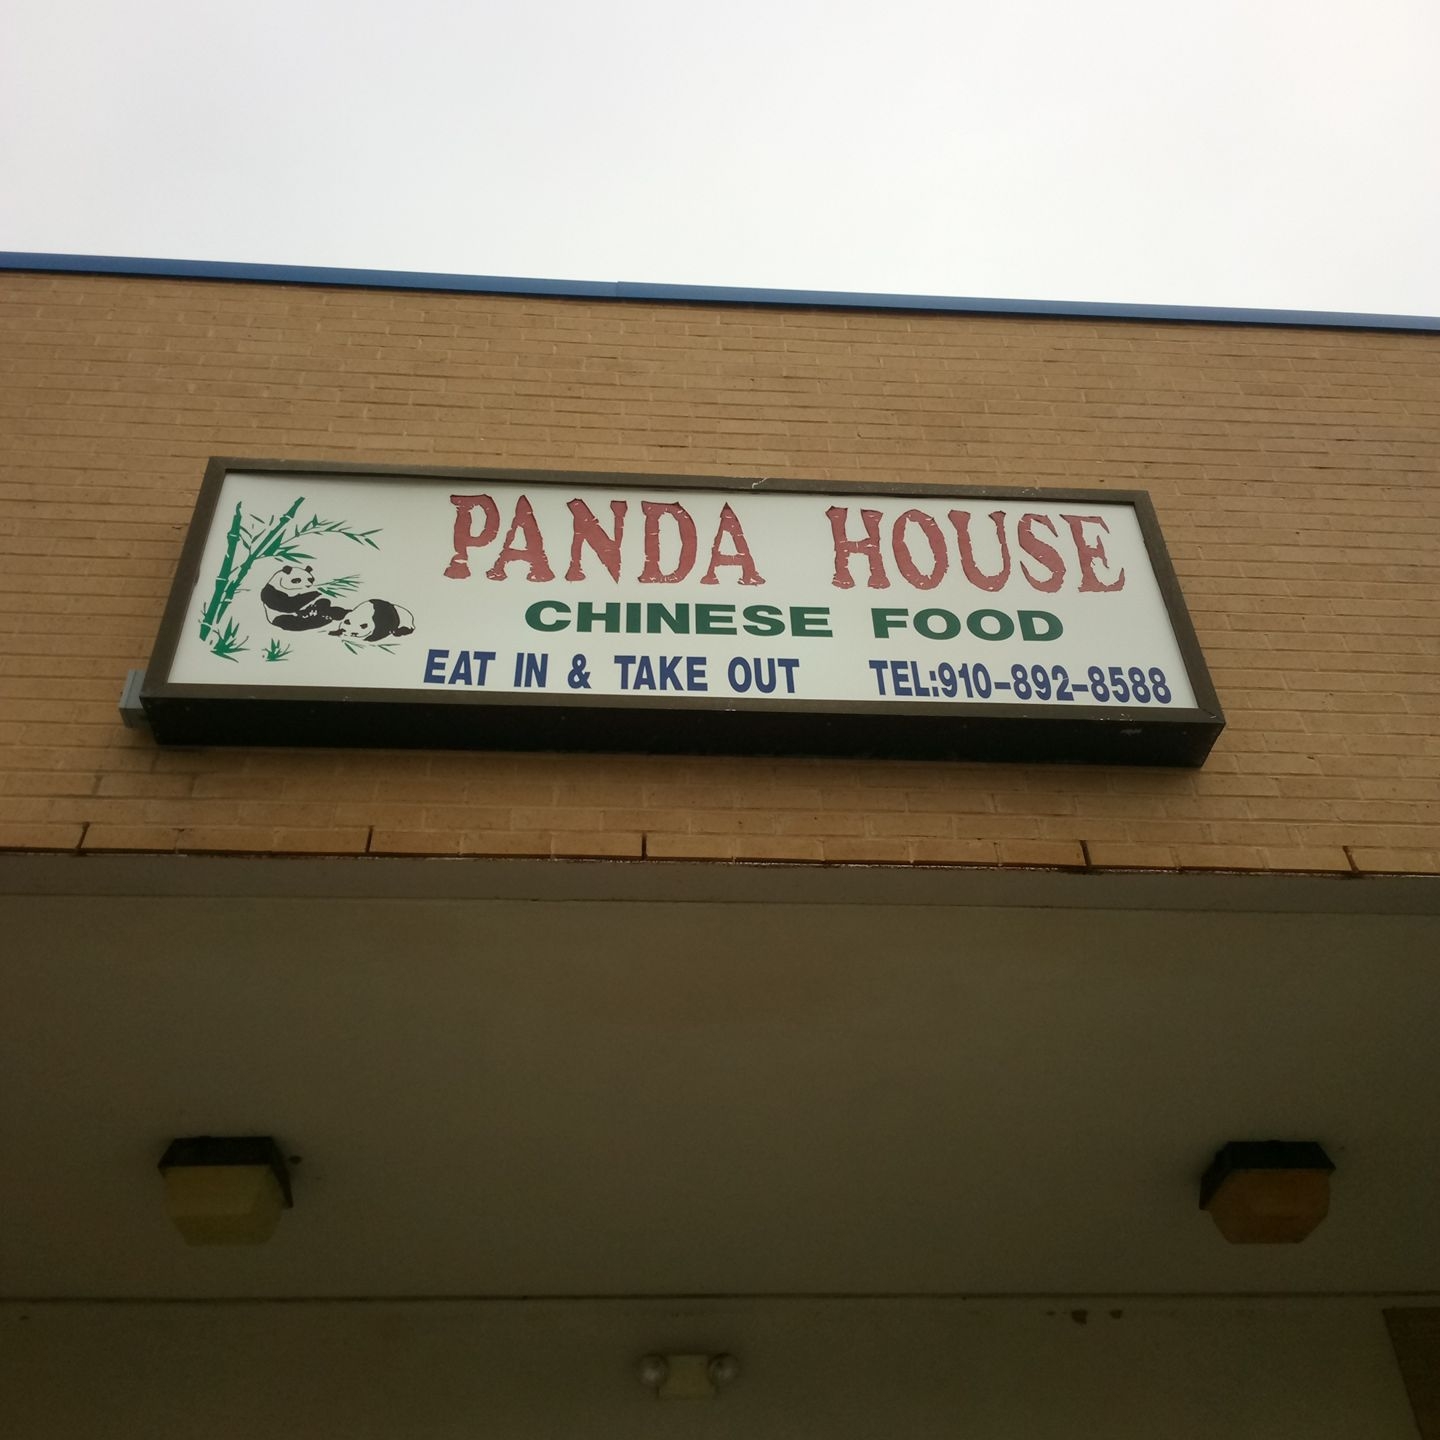 PANDA HOUSE
CHINESE FOOD
EAT IN & TAKE OUT TEL:910-892-8588